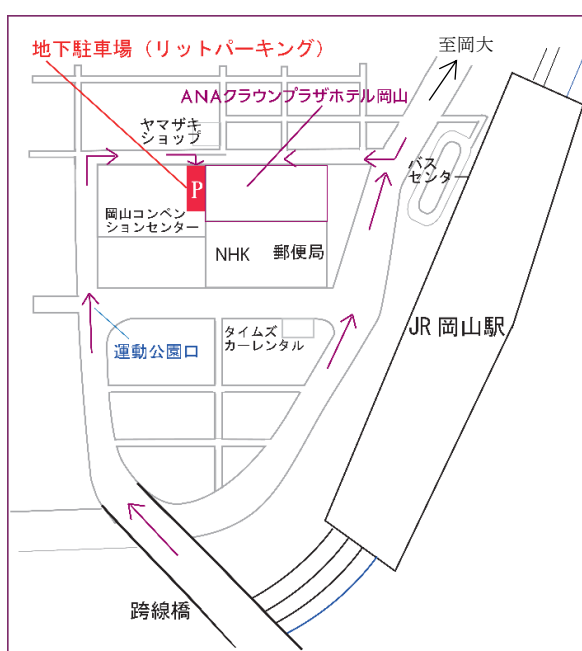 至岡大
地下駐車場（リットパーキング）
ANAクラウンプラザホテル岡山
ヤマザキ
ショップ
バス
センター
P
岡山コンベン
ションセンター
NHK
郵便局
JR 岡山駅
タイムズ
カーレンタル
運動公園口
跨線橋